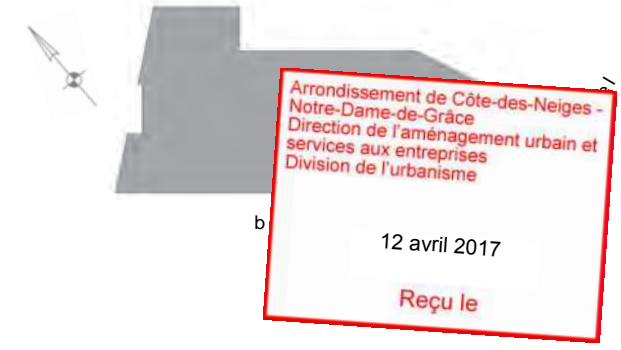 Arrondissement de Côte-des-Neiges -
Notre-Dame-de-Grâce
Direction de l'aménagement urbain et
services aux entreprises
Division de l'urbanisme
b
12 avril 2017
Reçu le